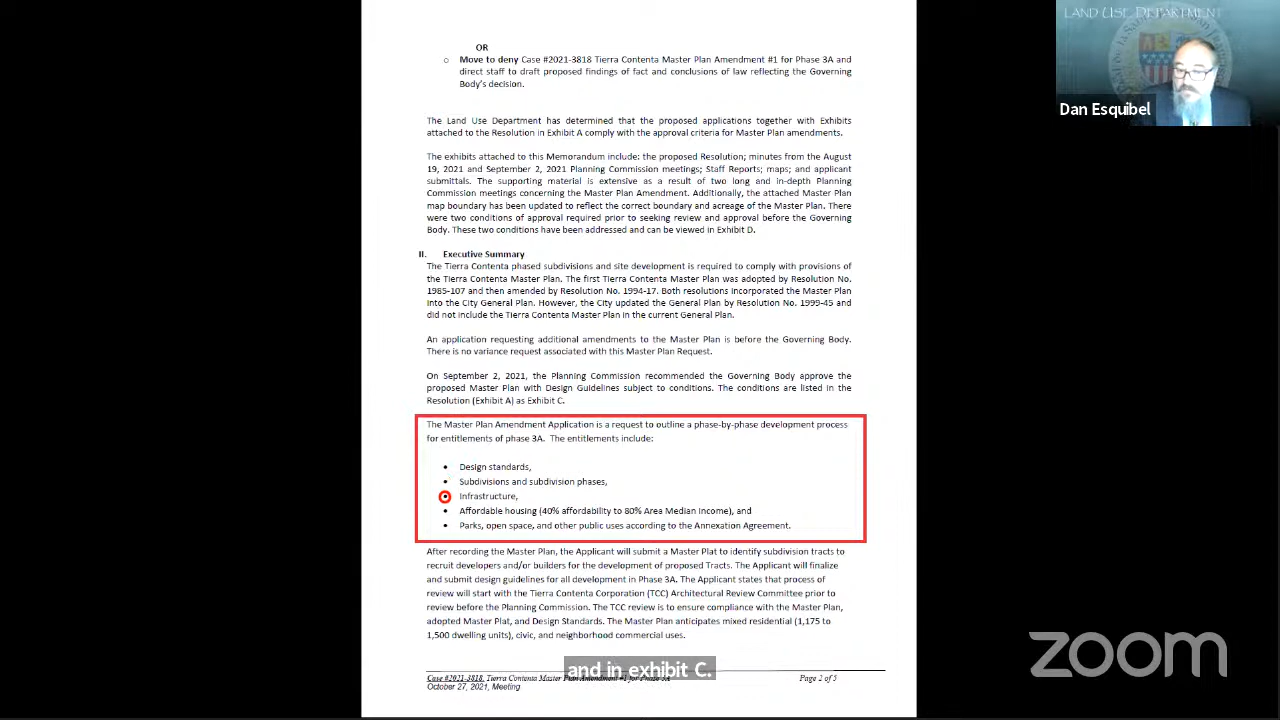 OR
o Move to deny Case #2021-3818 Tierra Contenta Master Plan Amendment #1 for Phase 3A and
direct staff to draft proposed findings of fact and conclusions of law reflecting the Governing
Body's decision.
The Land Use Department has determined that the proposed applications together with Exhibits
attached to the Resolution in Exhibit A comply with the approval criteria for Master Plan amendments.
The exhibits attached to this Memorandum include: the proposed Resolution; minutes from the August
19, 2021 and September 2, 2021 Planning Commission meetings; Staff Reports; maps; and applicant
submittals. The supporting material is extensive as a result of two long and in-depth Planning
Commission meetings concerning the Master Plan Amendment. Additionally, the attached Master Plan
map boundary has been updated to reflect the correct boundary and acreage of the Master Plan. There
were two conditions of approval required prior to seeking review and approval before the Governing
Body. These two conditions have been addressed and can be viewed in Exhibit D.
II. Executive Summary
The Tierra Contenta phased subdivisions and site development is required to comply with provisions of
the Tierra Contenta Master Plan. The first Tierra Contenta Master Plan was adopted by Resolution No.
1985-107 and then amended by Resolution No. 1994-17. Both resolutions incorporated the Master Plan
into the City General Plan. However, the City updated the General Plan by Resolution No. 1999-45 and
did not include the Tierra Contenta Master Plan in the current General Plan.
An application requesting additional amendments to the Master Plan is before the Governing Body.
There is no variance request associated with this Master Plan Request.
On September 2, 2021, the Planning Commission recommended the Governing Body approve the
proposed Master Plan with Design Guidelines subject to conditions. The conditions are listed in the
Resolution (Exhibit A) as Exhibit C.
The Master Plan Amendment Application is a request to outline a phase-by-phase development process
for entitlements of phase 3A. The entitlements include:
• Design standards,
• Subdivisions and subdivision phases,
• Infrastructure,
• Affordable housing (40% affordability to 80% Area Median Income), and
• Parks, open space, and other public uses according to the Annexation Agreement.
After recording the Master Plan, the Applicant will submit a Master Plat to identify subdivision tracts to
recruit developers and/or builders for the development of proposed Tracts. The Applicant will finalize
and submit design guidelines for all development in Phase 3A. The Applicant states that process of
review will start with the Tierra Contenta Corporation (TCC) Architectural Review Committee prior to
review before the Planning Commission. The TCC review is to ensure compliance with the Master Plan,
adopted Master Plat, and Design Standards. The Master Plan anticipates mixed residential (1,175 to
1,500 dwelling units), civic, and neighborhood commercial uses.
and in exhibit C.
Case #2021-3818. Tierra Contenta Master Plan Amendment #1 for Phase 3A Page 2 of 5
October 27, 2021, Meeting
LAND USE DEPARTMENT
Dan Esquibel
zoom